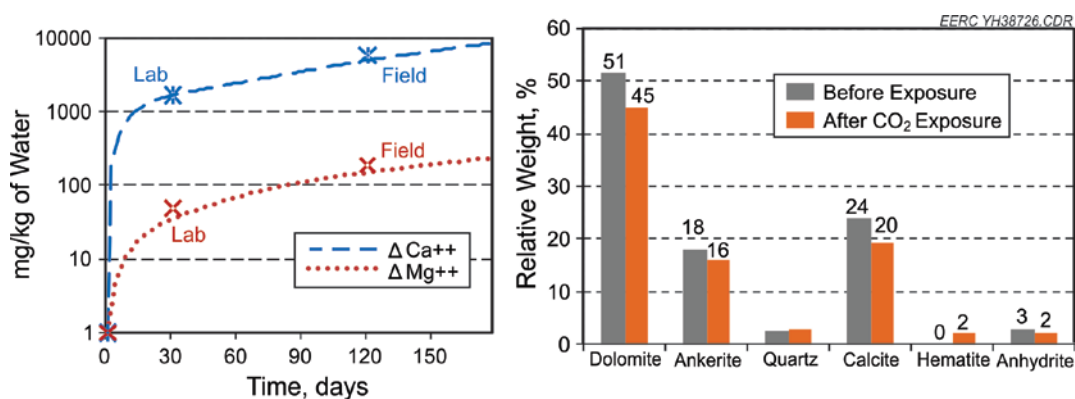 EERC YH38726.CDR
mg/kg of Water
10000
1000
100
10
1
Lab
Field
Field
Lab
Δ Ca++
Δ Mg++
0
30
60
90
120
150
Time, days
Relative Weight, %
60
50
40
30
20
10
0
Before Exposure
After CO₂ Exposure
51
45
18
16
24
20
0
2
3
2
Dolomite
Ankerite
Quartz
Calcite
Hematite
Anhydrite